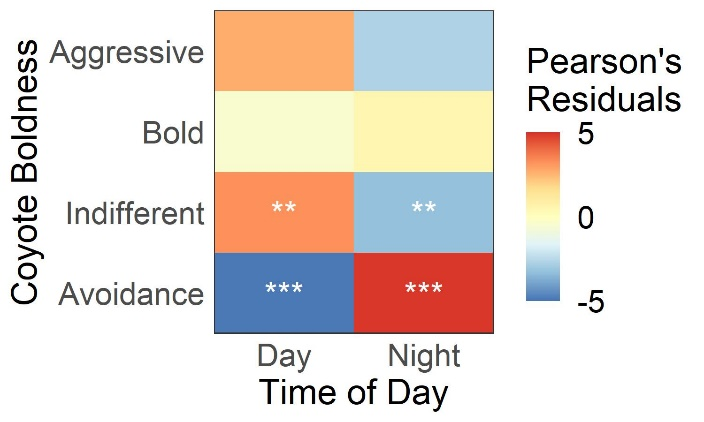 Coyote Boldness
Aggressive
Bold
Indifferent
Avoidance
** **
*** ***
Day Night
Time of Day
Pearson's
Residuals
5
0
-5